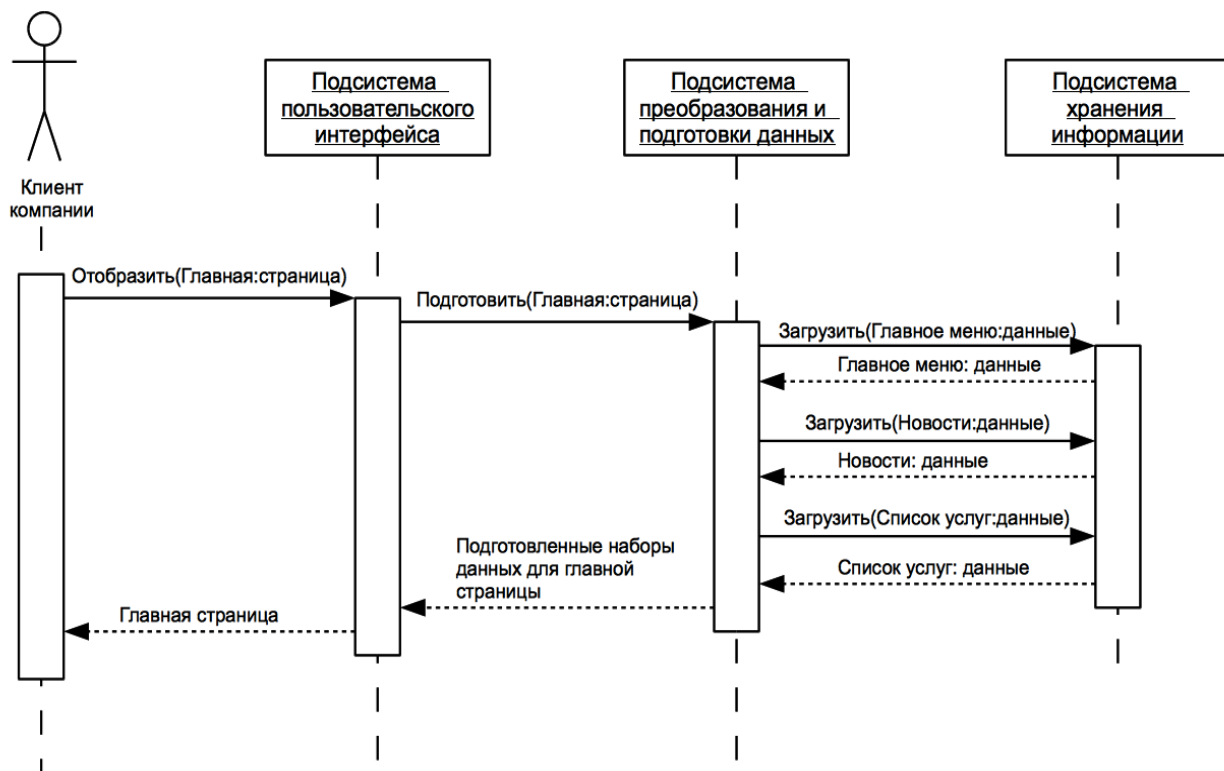 Подсистема
пользовательского
интерфейса
Подсистема
преобразования и
подготовки данных
Подсистема
хранения
информации
Клиент
компании
Отобразить(Главная:страница)
Подготовить(Главная:страница)
Загрузить(Главное меню:данные)
Главное меню: данные
Загрузить(Новости:данные)
Новости: данные
Загрузить(Список услуг:данные)
Список услуг: данные
Подготовленные наборы
данных для главной
страницы
Главная страница